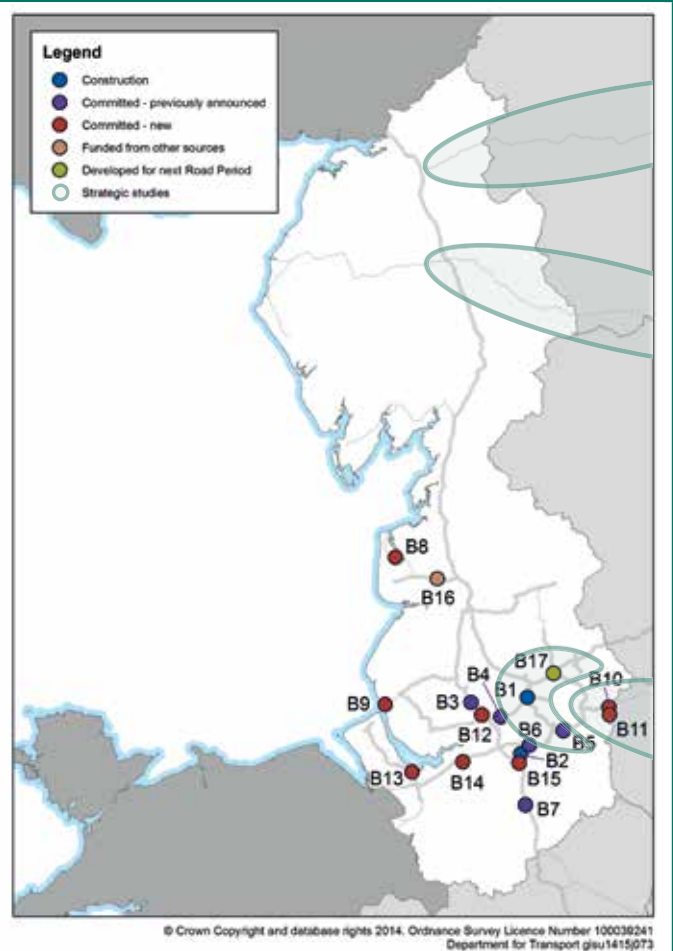 Legend
Construction
Committed - previously announced
Committed - new
Funded from other sources
Developed for next Road Period
Strategic studies
B8
B16
B17
B4
B10
B1
B3
B9
B11
B12
B6
B5
B2
B13
B14
B15
B7
© Crown Copyright and database rights 2014. Ordnance Survey Licence Number 100039241
Department for Transport gisu1415j073